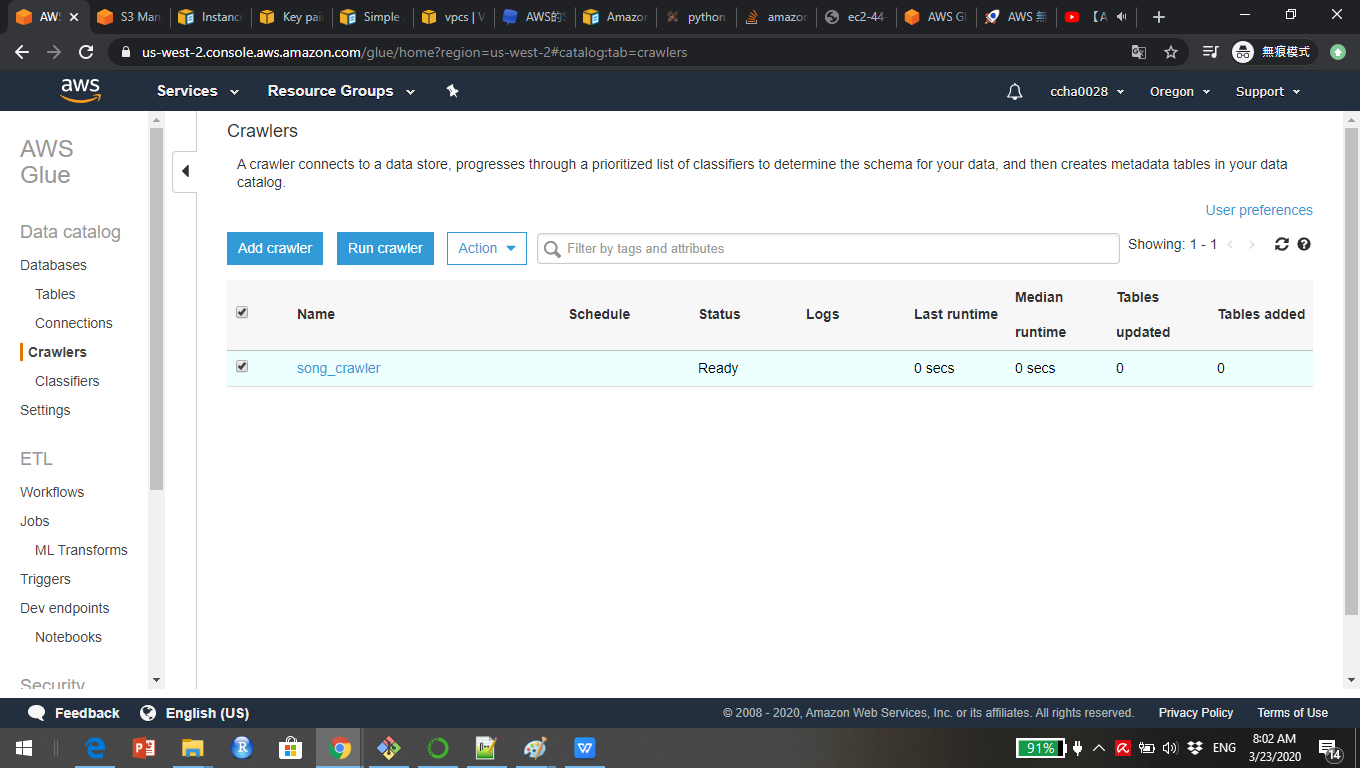 AWS
S3 Man
Instanc
Key pai
Simple
vpcs | V
AWS的S
Amazon
python
amazon
ec2-44-
AWS Gl
AWS 無
【A
us-west-2.console.aws.amazon.com/glue/home?region=us-west-2#catalog:tab=crawlers
無痕模式
aws
Services
Resource Groups
ccha0028
Oregon
Support
AWS
Glue
Data catalog
Databases
Tables
Connections
Crawlers
Classifiers
Settings
ETL
Workflows
Jobs
ML Transforms
Triggers
Dev endpoints
Notebooks
Security
Crawlers
A crawler connects to a data store, progresses through a prioritized list of classifiers to determine the schema for your data, and then creates metadata tables in your data
catalog.
User preferences
Add crawler
Run crawler
Action
Filter by tags and attributes
Showing: 1 - 1
Name
Schedule
Status
Logs
Last runtime
Median
runtime
Tables
updated
Tables added
song_crawler
Ready
0 secs
0 secs
0
0
Feedback
English (US)
© 2008 - 2020, Amazon Web Services, Inc. or its affiliates. All rights reserved.
Privacy Policy
Terms of Use
91%
ENG
8:02 AM
3/23/2020
14